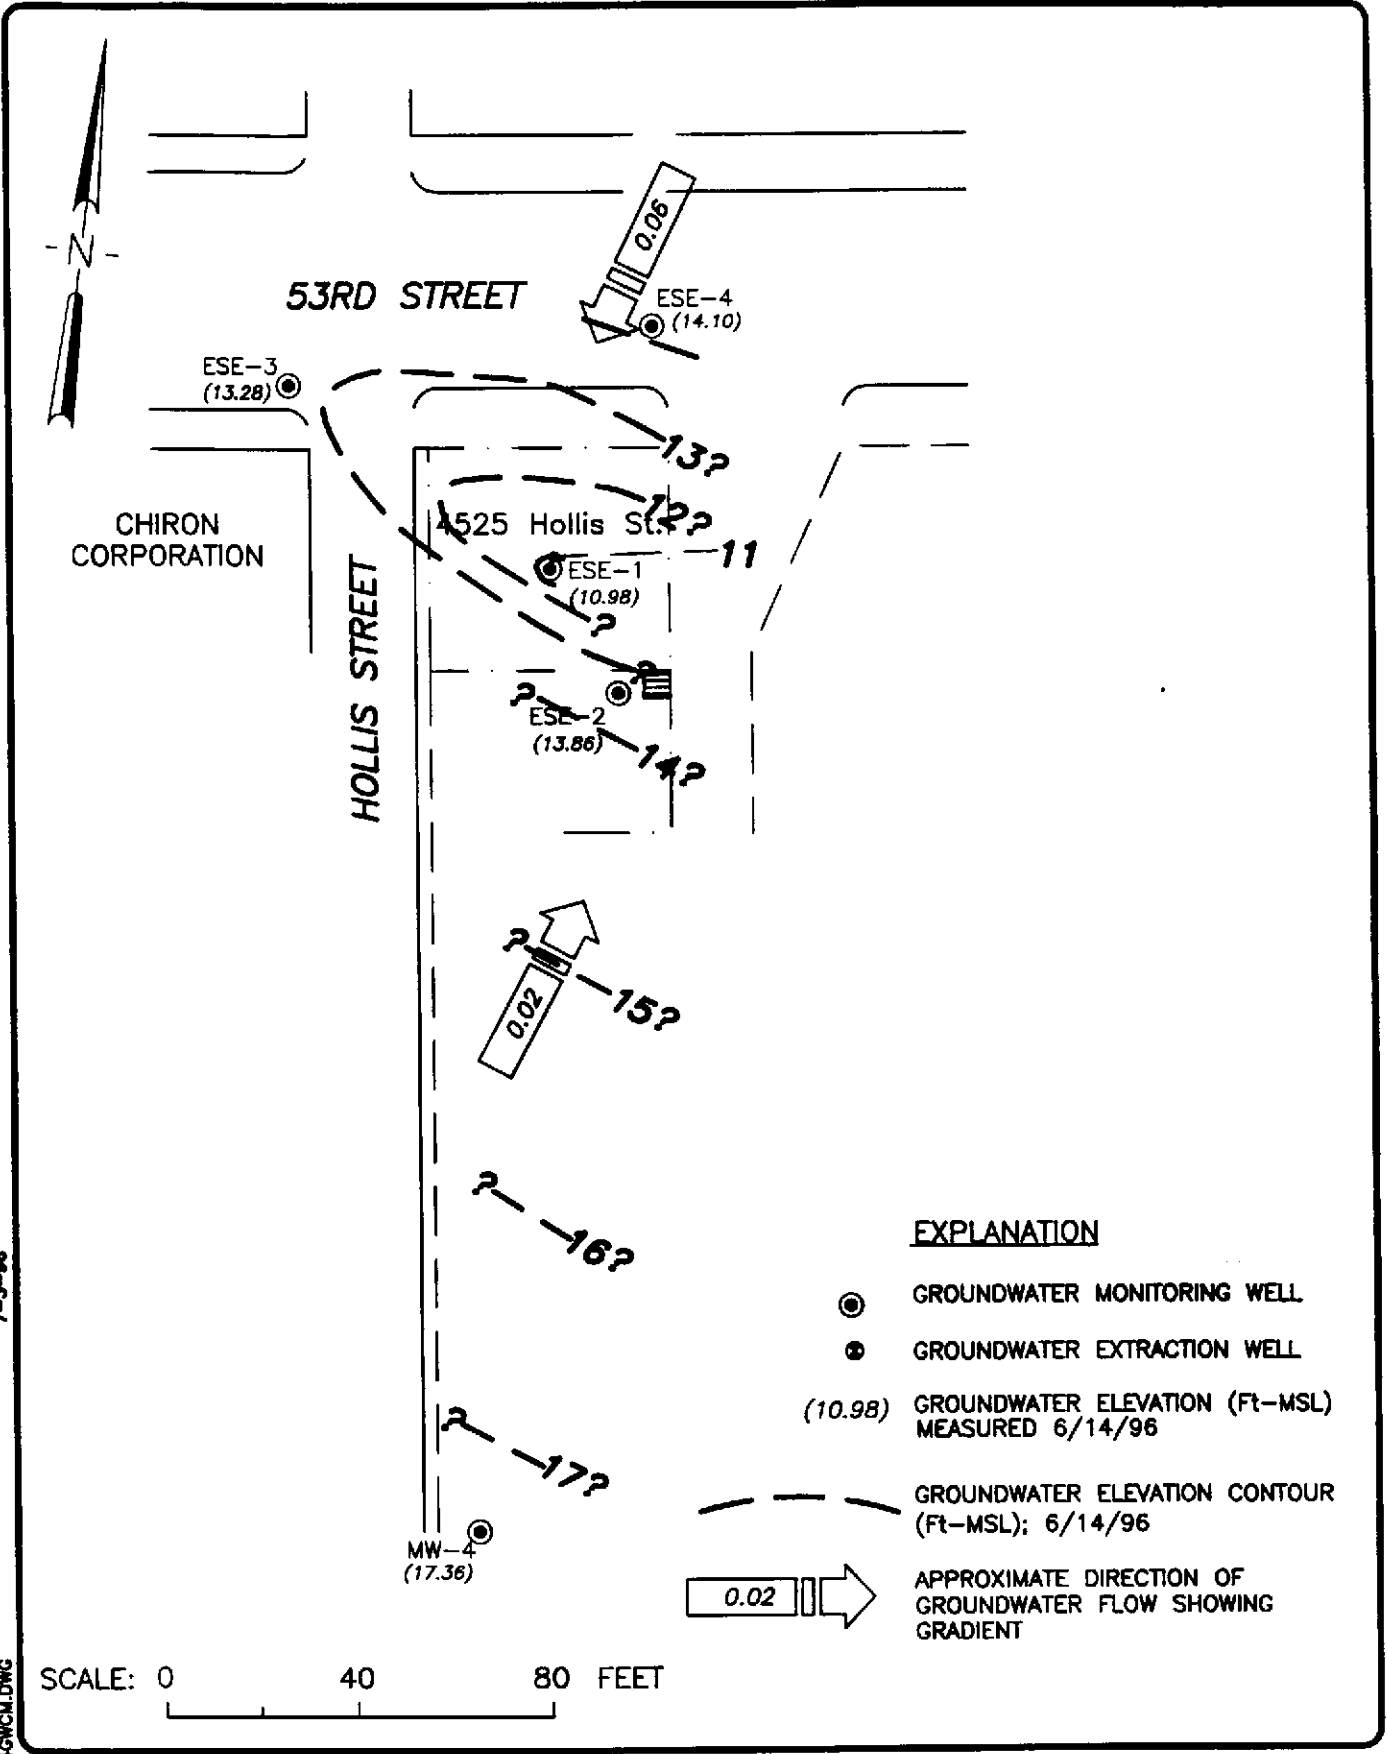 N
0.06
53RD STREET
ESE-4
(14.10)
ESE-3
(13.28)
13?
12?
CHIRON
CORPORATION
4525 Hollis St.
11
ESE-1
(10.98)
?
HOLLIS STREET
?
?
ESE-2
(13.86)
14?
?
0.02
15?
?
16?
EXPLANATION
GROUNDWATER MONITORING WELL
GROUNDWATER EXTRACTION WELL
(10.98) GROUNDWATER ELEVATION (Ft-MSL)
MEASURED 6/14/96
?
17?
GROUNDWATER ELEVATION CONTOUR
(Ft-MSL); 6/14/96
MW-4
(17.36)
0.02
APPROXIMATE DIRECTION OF
GROUNDWATER FLOW SHOWING
GRADIENT
SCALE: 0 40 80 FEET
GWCM.DWG